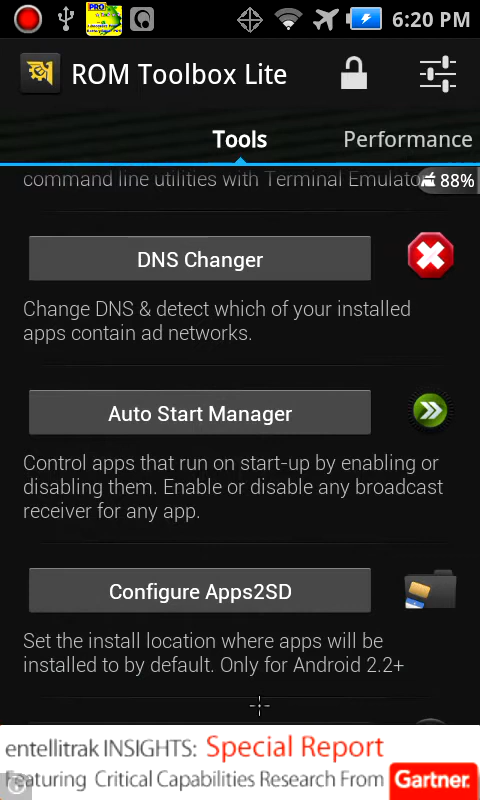 PRO
6:20 PM
ROM Toolbox Lite
Tools
Performance
command line utilities with Terminal Emulato
88%
DNS Changer
Change DNS & detect which of your installed
apps contain ad networks.
Auto Start Manager
Control apps that run on start-up by enabling or
disabling them. Enable or disable any broadcast
receiver for any app.
Configure Apps2SD
Set the install location where apps will be
installed to by default. Only for Android 2.2+
entellitrak INSIGHTS: Special Report
Featuring Critical Capabilities Research From Gartner.